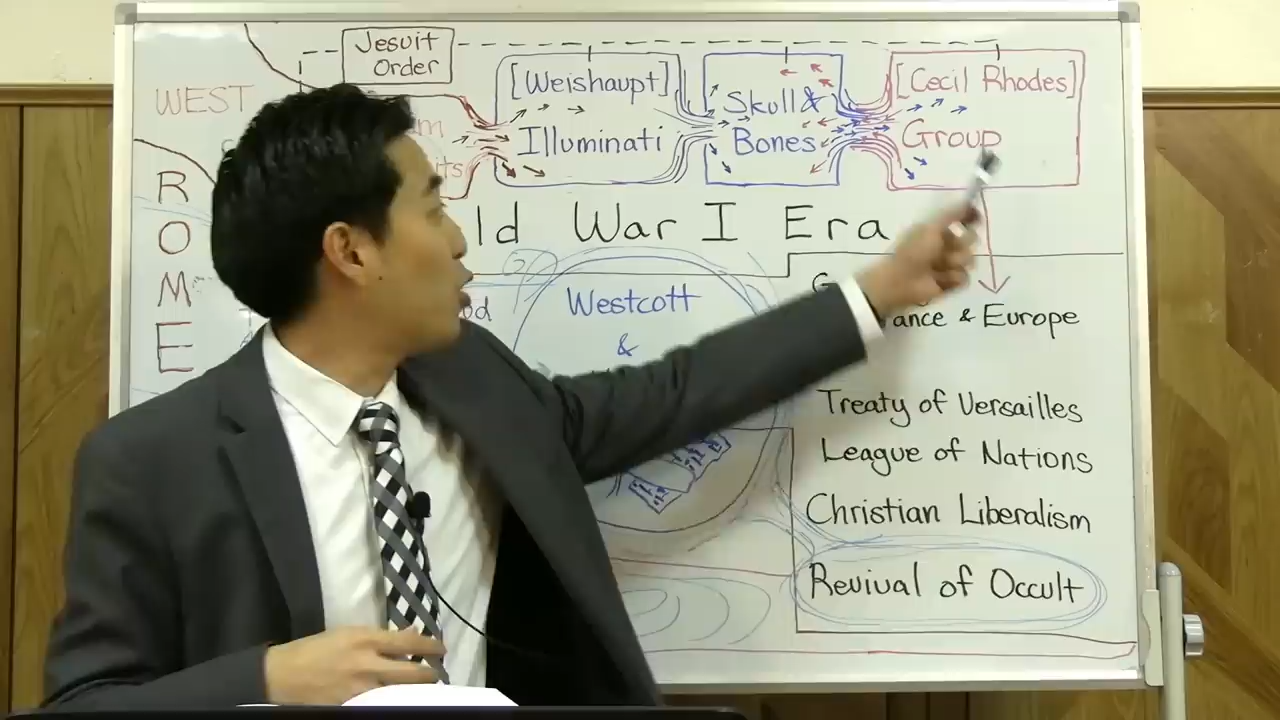 Jesuit
Order
WEST
[Weishaupt]
Illuminati
Skull &
Bones
[Cecil Rhodes]
Group
ROME
War I Era
Westcott
&
& Europe
Treaty of Versailles
League of Nations
Christian Liberalism
Revival of Occult